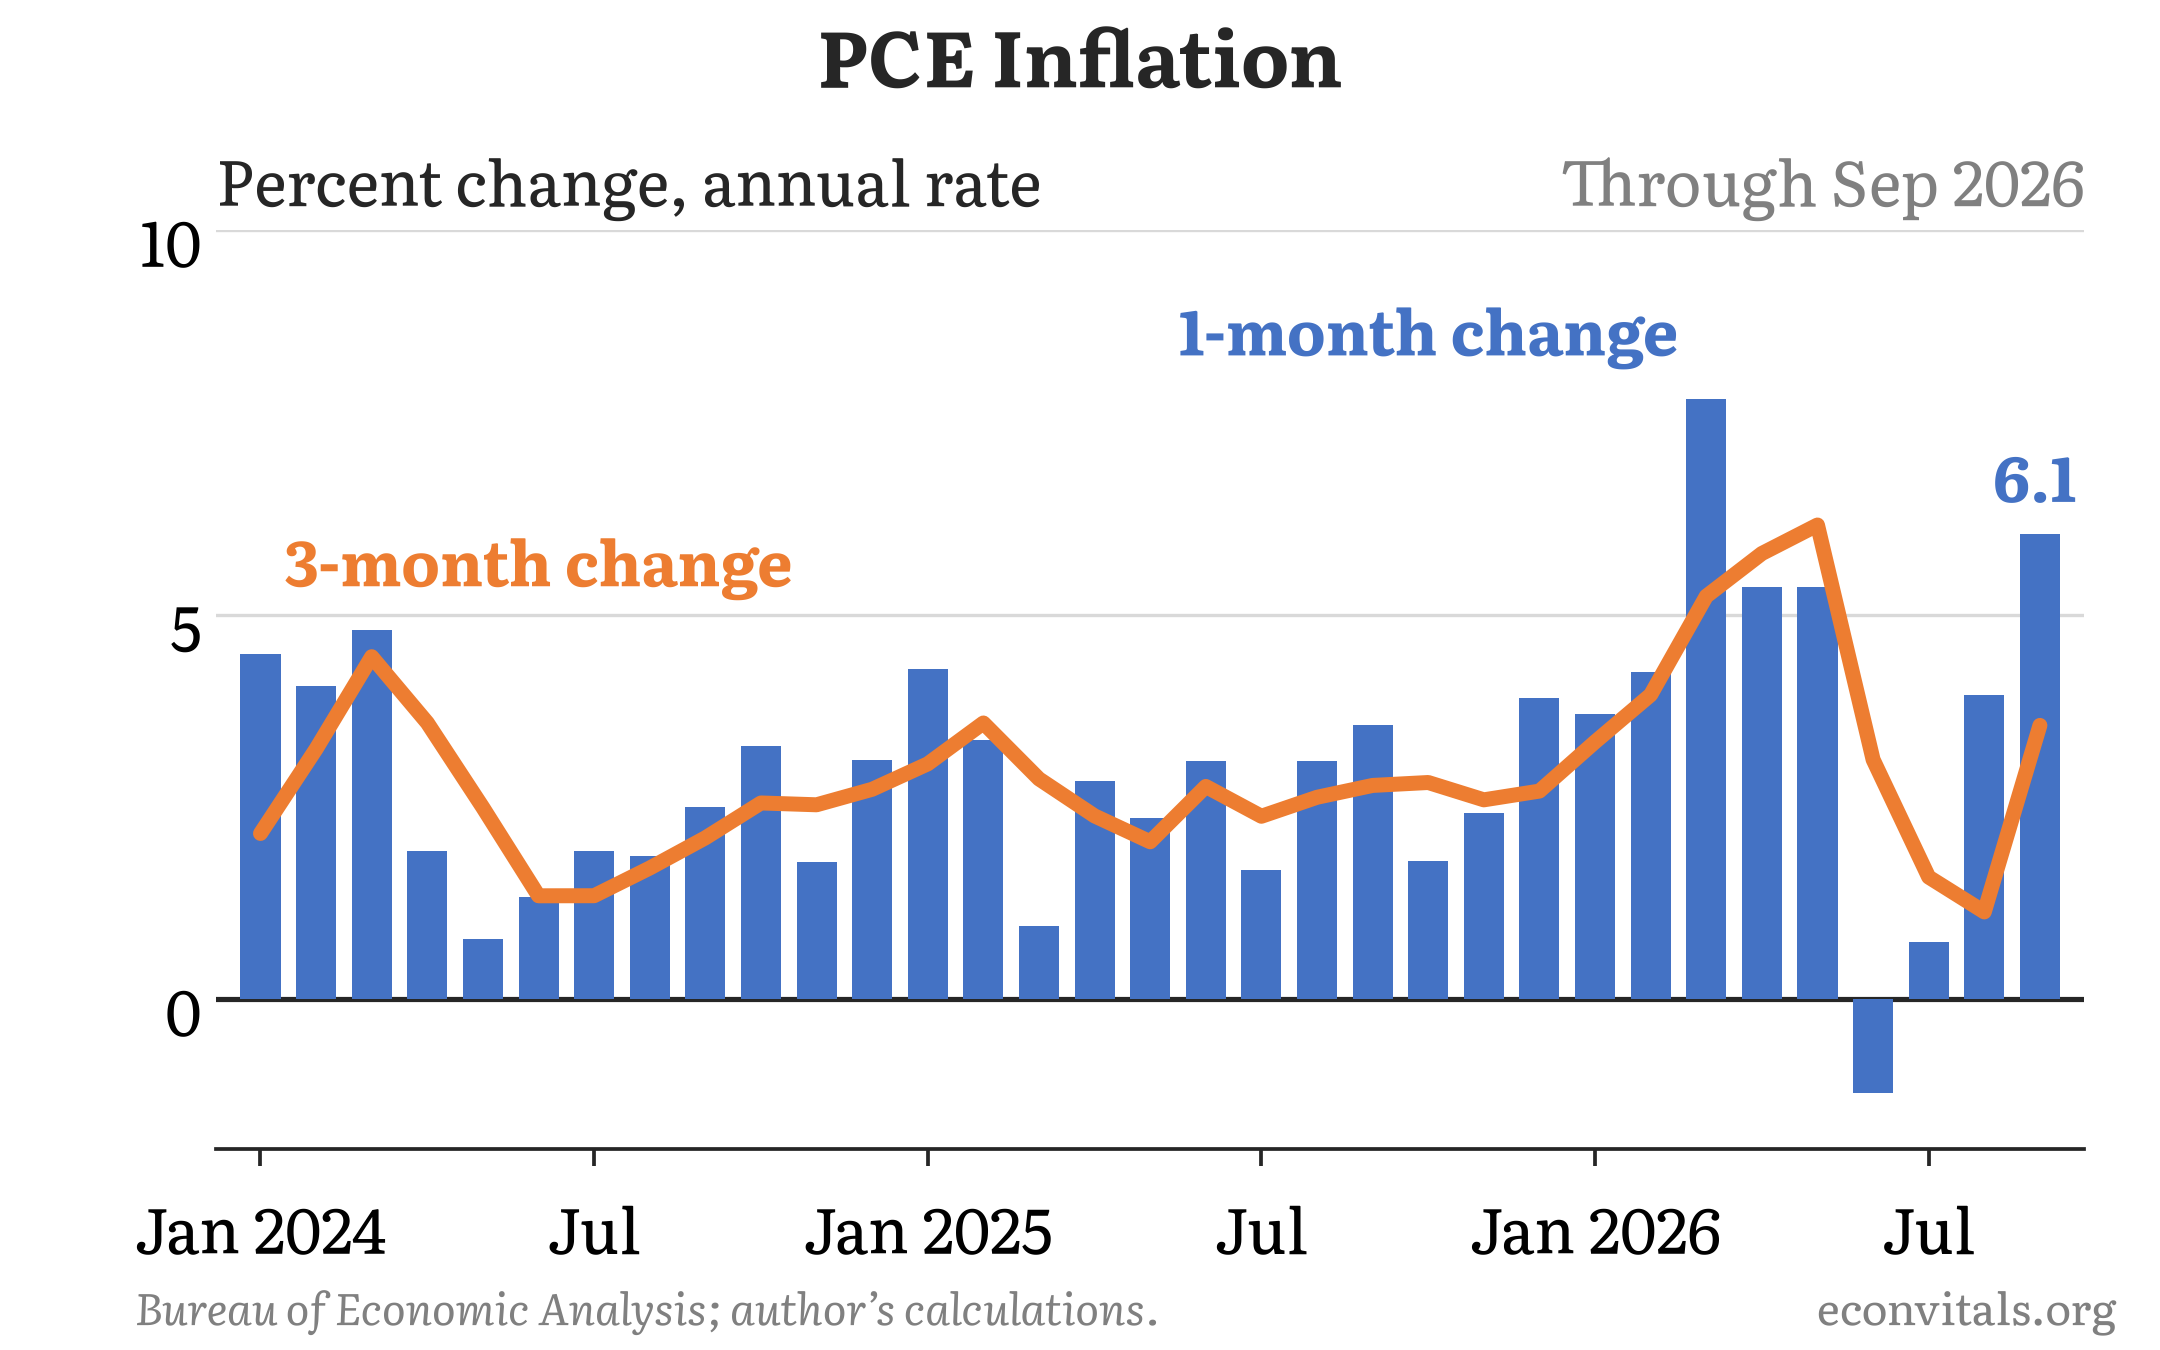 PCE Inflation
Percent change, annual rate
Through Sep 2026
10
1-month change
6.1
3-month change
5
0
Jan 2024
Jul
Jan 2025
Jul
Jan 2026
Jul
Bureau of Economic Analysis; author’s calculations.
econvitals.org